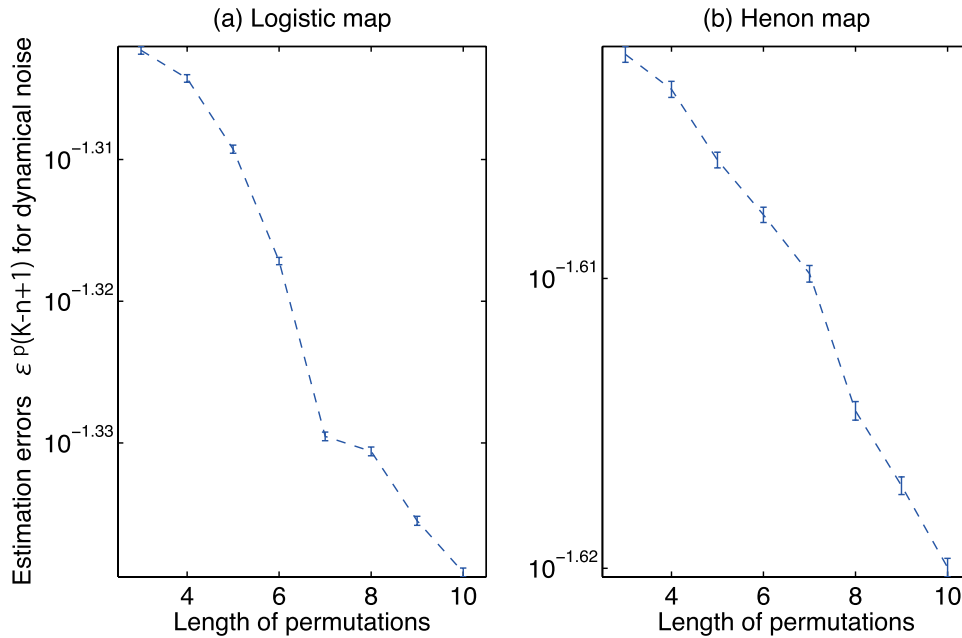 (a) Logistic map
(b) Henon map
Estimation errors ε p(K-n+1) for dynamical noise
10−1.31
10−1.32
10−1.33
4 6 8 10
Length of permutations
10−1.61
10−1.62
4 6 8 10
Length of permutations